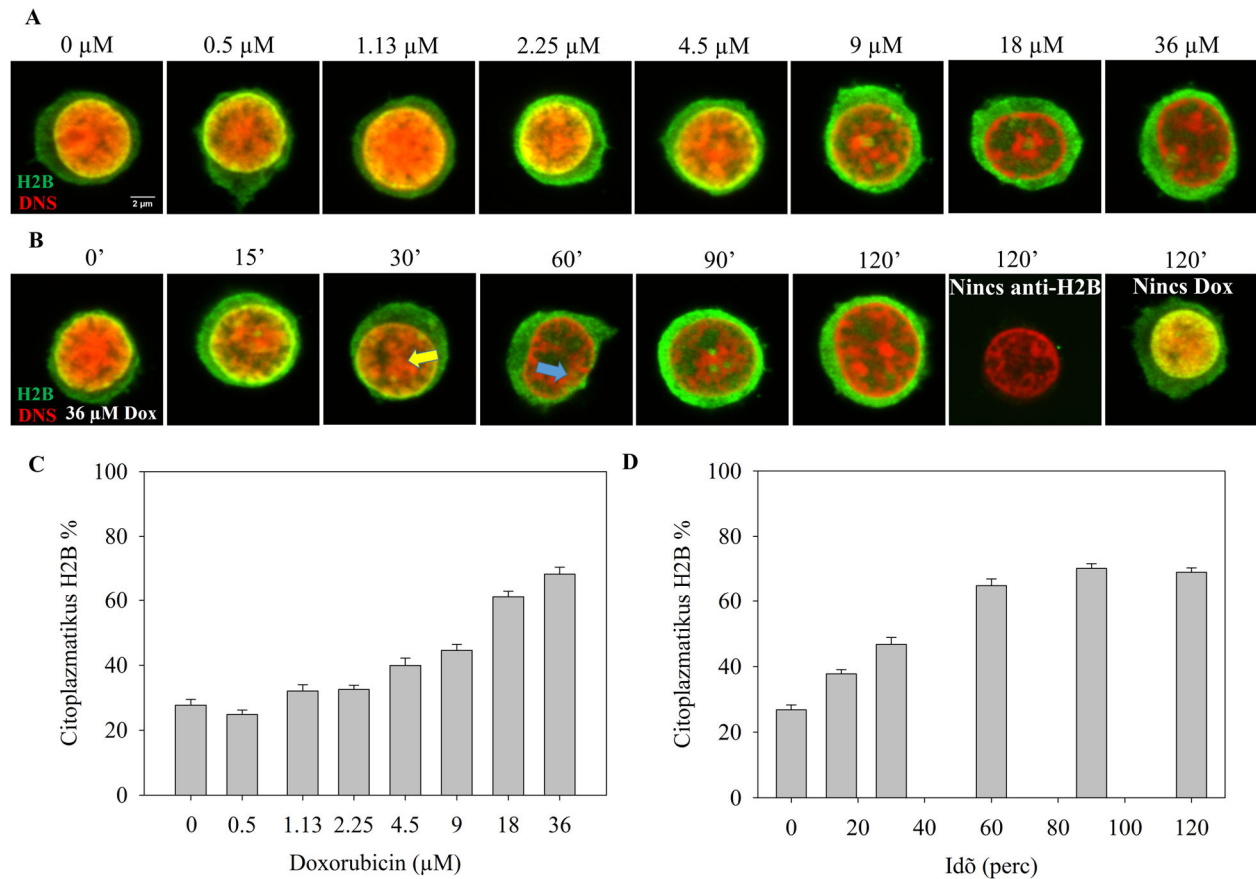 A
0 µM 0.5 µM 1.13 µM 2.25 µM 4.5 µM 9 µM 18 µM 36 µM
H2B
DNS
2 µm
B
0' 15' 30' 60' 90' 120' 120' 120'
Nincs anti-H2B Nincs Dox
H2B
DNS 36 µM Dox
C
Citoplazmatikus H2B %
100
80
60
40
20
0
0 0.5 1.13 2.25 4.5 9 18 36
Doxorubicin (µM)
D
Citoplazmatikus H2B %
100
80
60
40
20
0
0 20 40 60 80 100 120
Idõ (perc)